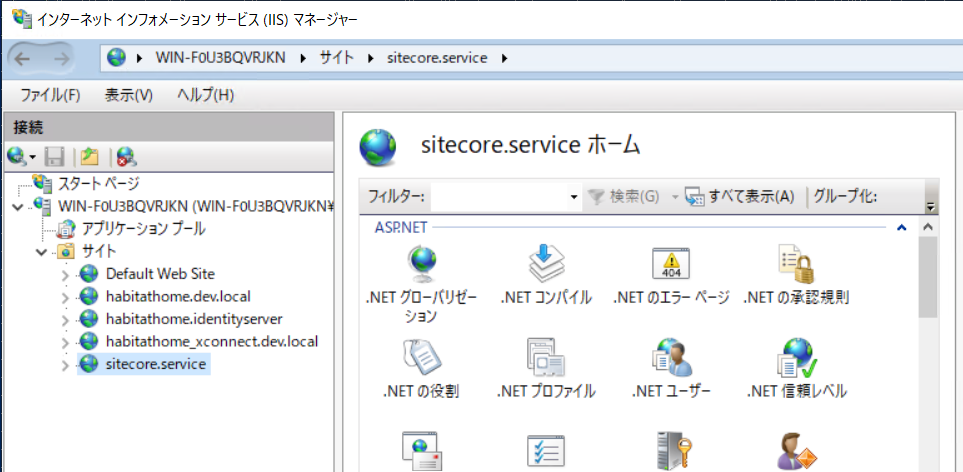 インターネット インフォメーション サービス (IIS) マネージャー
WIN-F0U3BQVRJKN サイト sitecore.service
ファイル(F) 表示(V) ヘルプ(H)
接続
スタート ページ
WIN-F0U3BQVRJKN (WIN-F0U3BQVRJKN¥
アプリケーション プール
サイト
Default Web Site
habitathome.dev.local
habitathome.identityserver
habitathome_xconnect.dev.local
sitecore.service
sitecore.service ホーム
フィルター: 検索(G) すべて表示(A) グループ化:
ASP.NET
.NET グローバリゼー
ション
.NET コンパイル
404
.NET のエラー ページ
.NET の承認規則
.NET の役割
.NET プロファイル
.NET ユーザー
.NET 信頼レベル